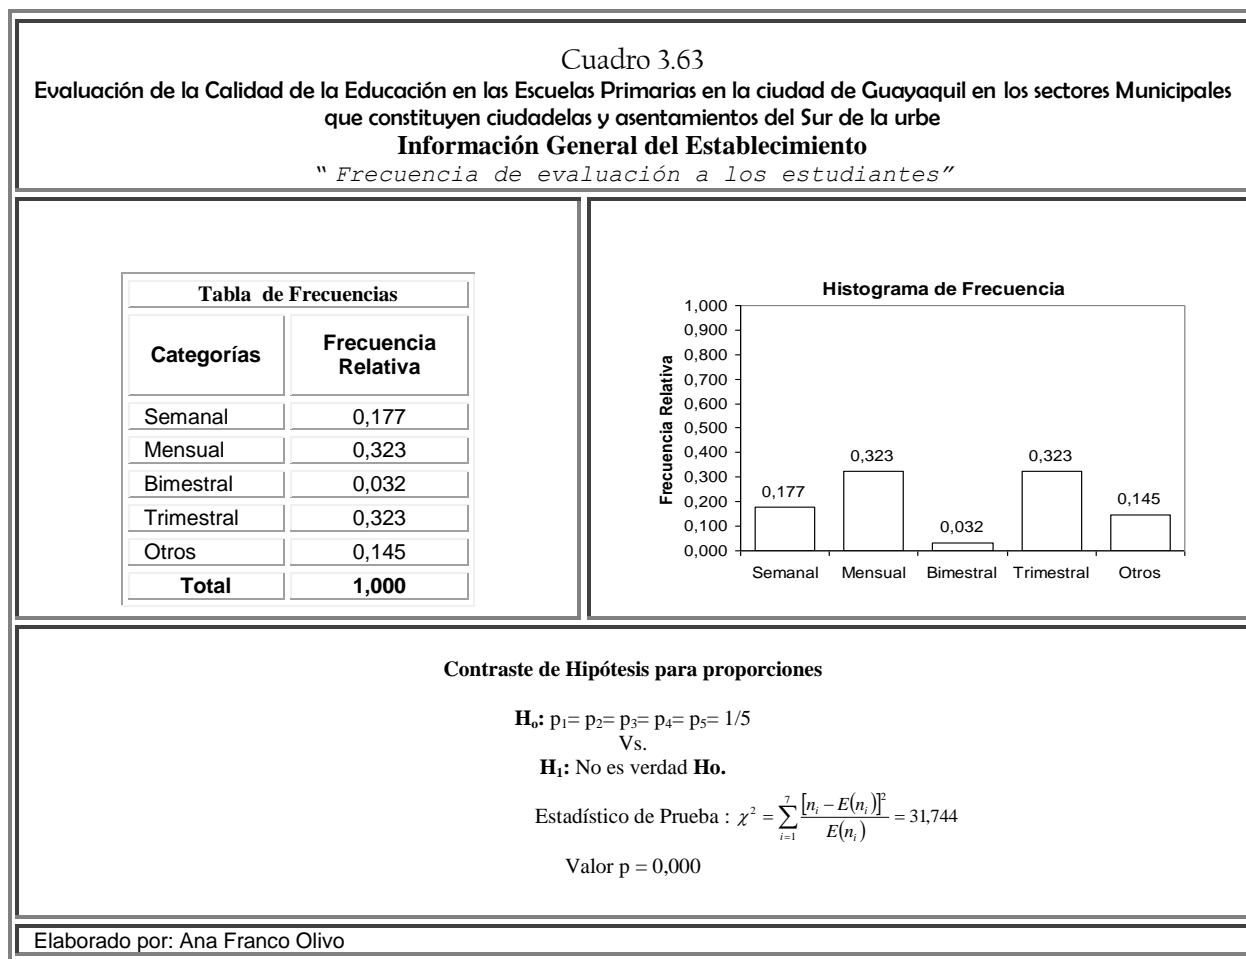 Cuadro 3.63
Evaluación de la Calidad de la Educación en las Escuelas Primarias en la ciudad de Guayaquil en los sectores Municipales
que constituyen ciudadelas y asentamientos del Sur de la urbe
Información General del Establecimiento
“ Frecuencia de evaluación a los estudiantes”
Tabla de Frecuencias
Categorías Frecuencia Relativa
Semanal 0,177
Mensual 0,323
Bimestral 0,032
Trimestral 0,323
Otros 0,145
Total 1,000
Histograma de Frecuencia
Frecuencia Relativa
1,000
0,900
0,800
0,700
0,600
0,500
0,400
0,300
0,200
0,100
0,000
0,177
0,323
0,032
0,323
0,145
Semanal Mensual Bimestral Trimestral Otros
Contraste de Hipótesis para proporciones
Ho: p1= p2= p3= p4= p5= 1/5
Vs.
H1: No es verdad Ho.
Estadístico de Prueba : χ² = ∑_{i=1}^{7} [n_i − E(n_i)]² / E(n_i) = 31,744
Valor p = 0,000
Elaborado por: Ana Franco Olivo